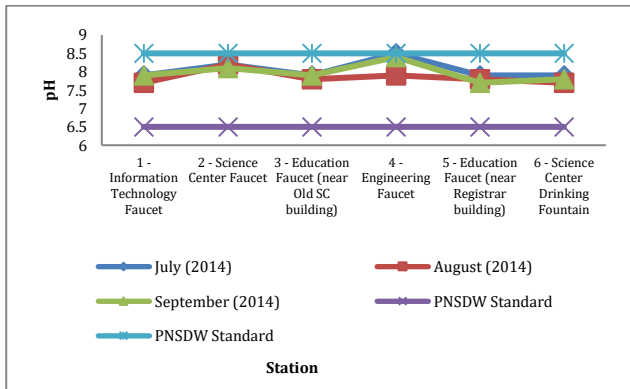 9
8.5
8
7.5
7
6.5
6
pH
1 -
Information
Technology
Faucet
2 - Science
Center Faucet
3 - Education
Faucet (near
Old SC
building)
4 -
Engineering
Faucet
5 - Education
Faucet (near
Registrar
building)
6 - Science
Center
Drinking
Fountain
July (2014)
August (2014)
September (2014)
PNSDW Standard
PNSDW Standard
Station